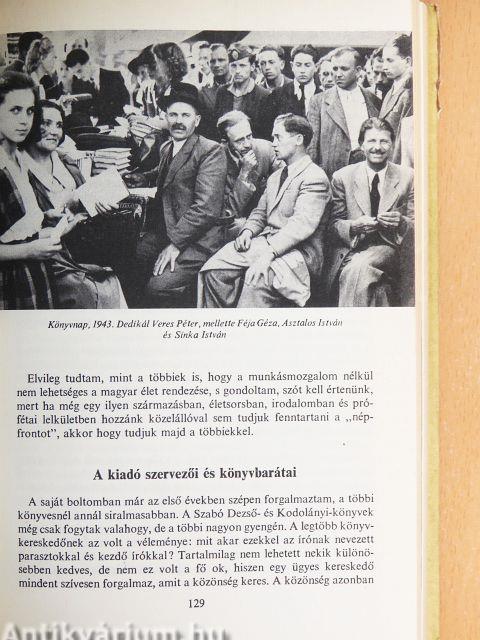 Könyvnap, 1943. Dedikál Veres Péter, mellette Féja Géza, Asztalos István
és Sinka István
Elvileg tudtam, mint a többiek is, hogy a munkásmozgalom nélkül
nem lehetséges a magyar élet rendezése, s gondoltam, szót kell értenünk,
mert ha még egy ilyen származásban, életsorsban, irodalomban és pró-
fétai lelkületben hozzánk közelállóval sem tudjuk fenntartani a „nép-
frontot", akkor hogy tudjuk majd a többiekkel.
A kiadó szervezői és könyvbarátai
A saját boltomban már az első években szépen forgalmaztam, a többi
könyvesnél annál siralmasabban. A Szabó Dezső- és Kodolányi-könyvek
még csak fogytak valahogy, de a többi nagyon gyengén. A legtöbb könyv-
kereskedőnek az volt a véleménye: mit akar ezekkel az írónak nevezett
parasztokkal és kezdő írókkal? Tartalmilag nem lehetett nekik különö-
sebben kedves, de nem ez volt a fő ok, hiszen egy ügyes kereskedő
mindent szívesen forgalmaz, amit a közönség keres. A közönség azonban
129
Antikvárium.hu